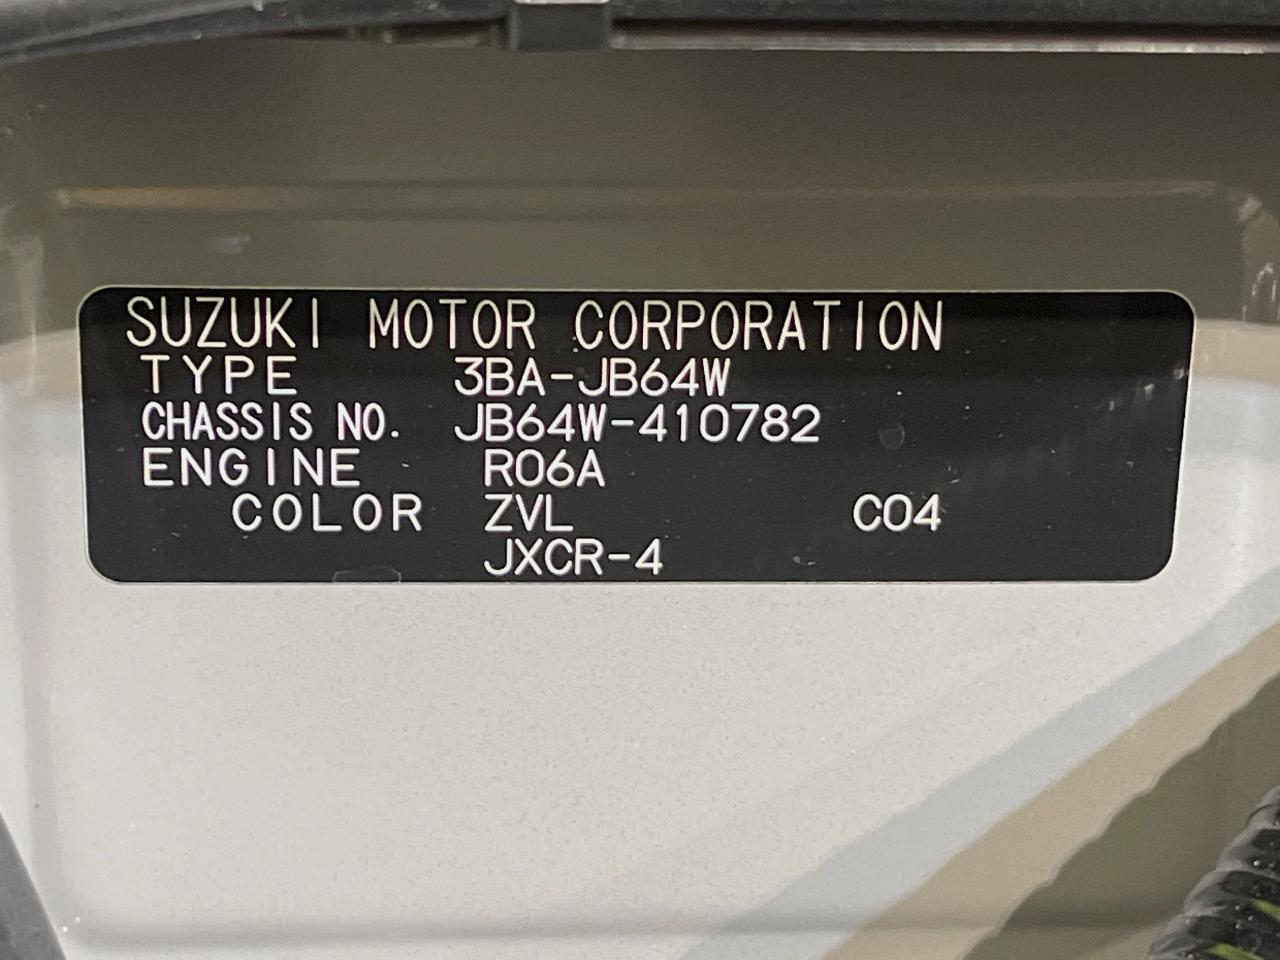 SUZUKI MOTOR CORPORATION
TYPE 3BA-JB64W
CHASSIS NO. JB64W-410782
ENGINE R06A
COLOR ZVL C04
JXCR-4